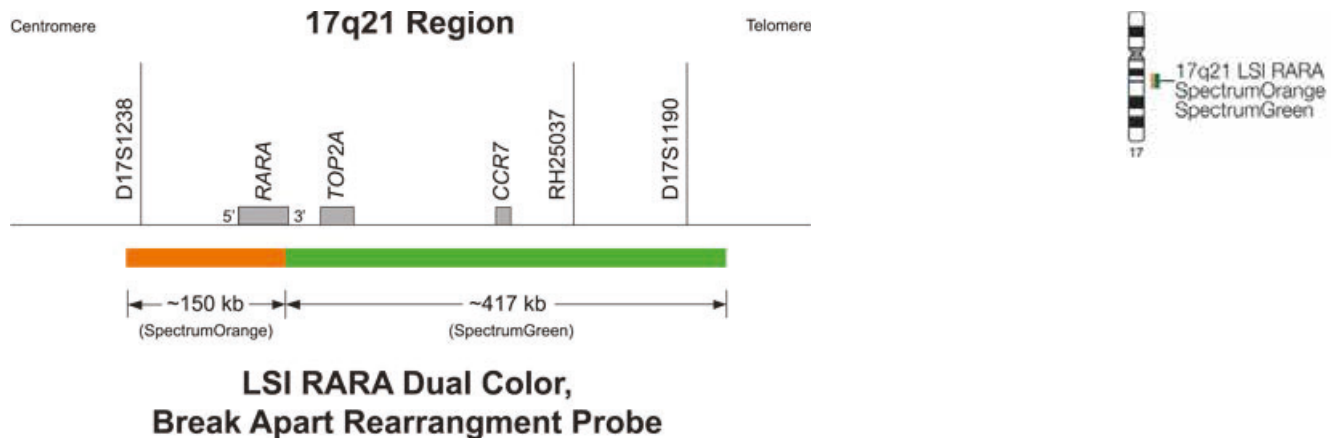 Centromere
17q21 Region
Telomere
D17S1238
RARA
TOP2A
CCR7
RH25037
D17S1190
5'
3'
~150 kb
~417 kb
(SpectrumOrange)
(SpectrumGreen)
LSI RARA Dual Color,
Break Apart Rearrangment Probe
17q21 LSI RARA
SpectrumOrange
SpectrumGreen
17